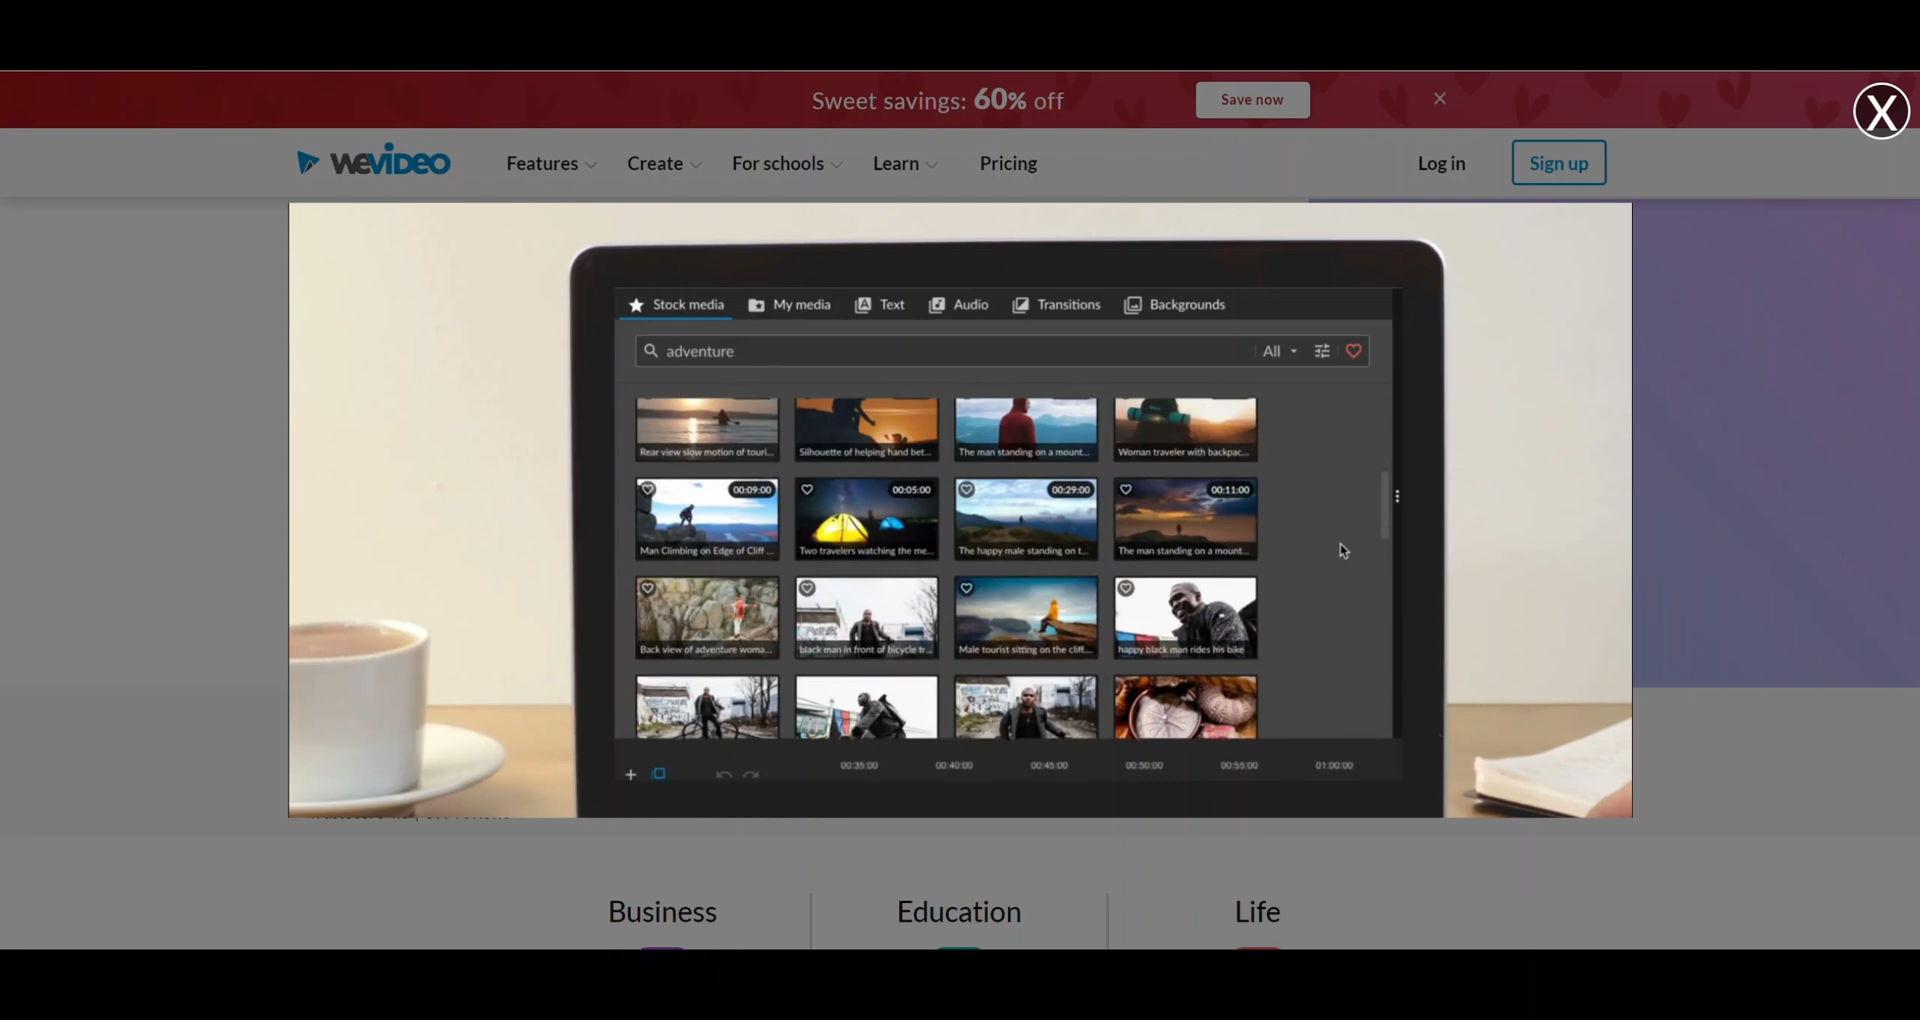 Sweet savings: 60% off
Save now
X
WEVIDEO
Features
Create
For schools
Learn
Pricing
Log in
Sign up
Stock media
My media
Text
Audio
Transitions
Backgrounds
adventure
All
Rear view slow motion of touri...
Silhouette of helping hand bet...
The man standing on a mount...
Woman traveler with backpac...
00:09:00
00:05:00
00:29:00
00:11:00
Man Climbing on Edge of Cliff ...
Two travelers watching the me...
The happy male standing on t...
The man standing on a mount...
Back view of adventure woma...
black man in front of bicycle tr...
Male tourist sitting on the cliff...
happy black man rides his bike
00:35:00
00:40:00
00:45:00
00:50:00
00:55:00
01:00:00
Business
Education
Life